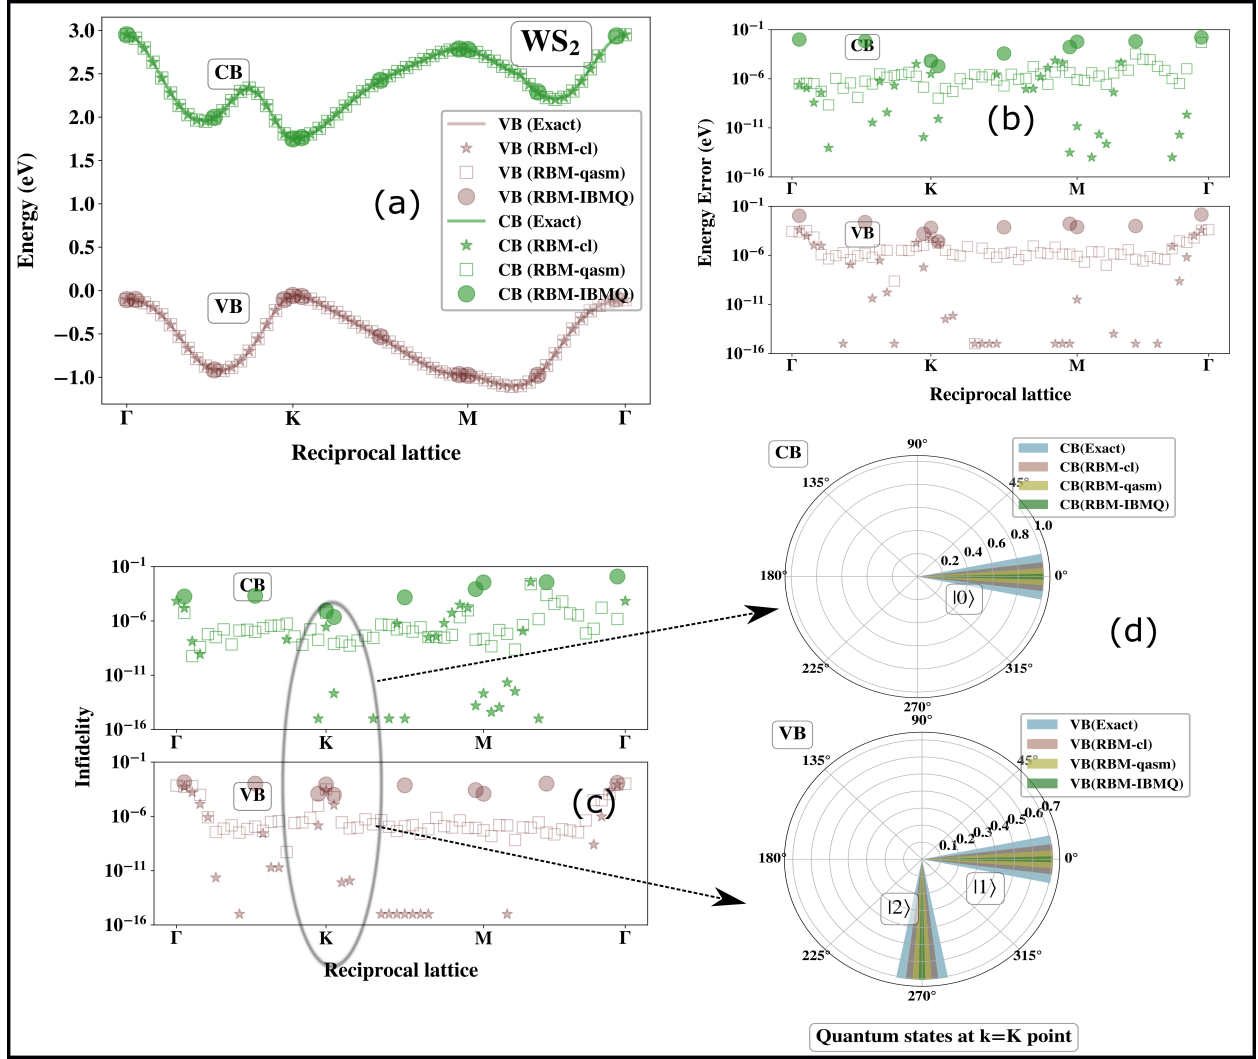 WS₂
CB
VB
(a)
3.0
2.5
2.0
1.5
1.0
0.5
0.0
−0.5
−1.0
Energy (eV)
Γ
K
M
Γ
Reciprocal lattice
VB (Exact)
VB (RBM-cl)
VB (RBM-qasm)
VB (RBM-IBMQ)
CB (Exact)
CB (RBM-cl)
CB (RBM-qasm)
CB (RBM-IBMQ)
10⁻¹
10⁻⁶
10⁻¹¹
10⁻¹⁶
CB
(b)
Γ
K
M
Γ
Energy Error (eV)
10⁻¹
10⁻⁶
10⁻¹¹
10⁻¹⁶
VB
Γ
K
M
Γ
Reciprocal lattice
10⁻¹
10⁻⁶
10⁻¹¹
10⁻¹⁶
CB
Γ
K
M
Γ
Infidelity
10⁻¹
10⁻⁶
10⁻¹¹
10⁻¹⁶
VB
(c)
Γ
K
M
Γ
Reciprocal lattice
CB
90°
135°
45°
180°
0°
225°
315°
270°
0.2
0.4
0.6
0.8
1.0
|0⟩
CB(Exact)
CB(RBM-cl)
CB(RBM-qasm)
CB(RBM-IBMQ)
(d)
VB
90°
135°
45°
180°
0°
225°
315°
270°
0.1
0.2
0.3
0.4
0.5
0.6
0.7
|1⟩
|2⟩
VB(Exact)
VB(RBM-cl)
VB(RBM-qasm)
VB(RBM-IBMQ)
Quantum states at k=K point